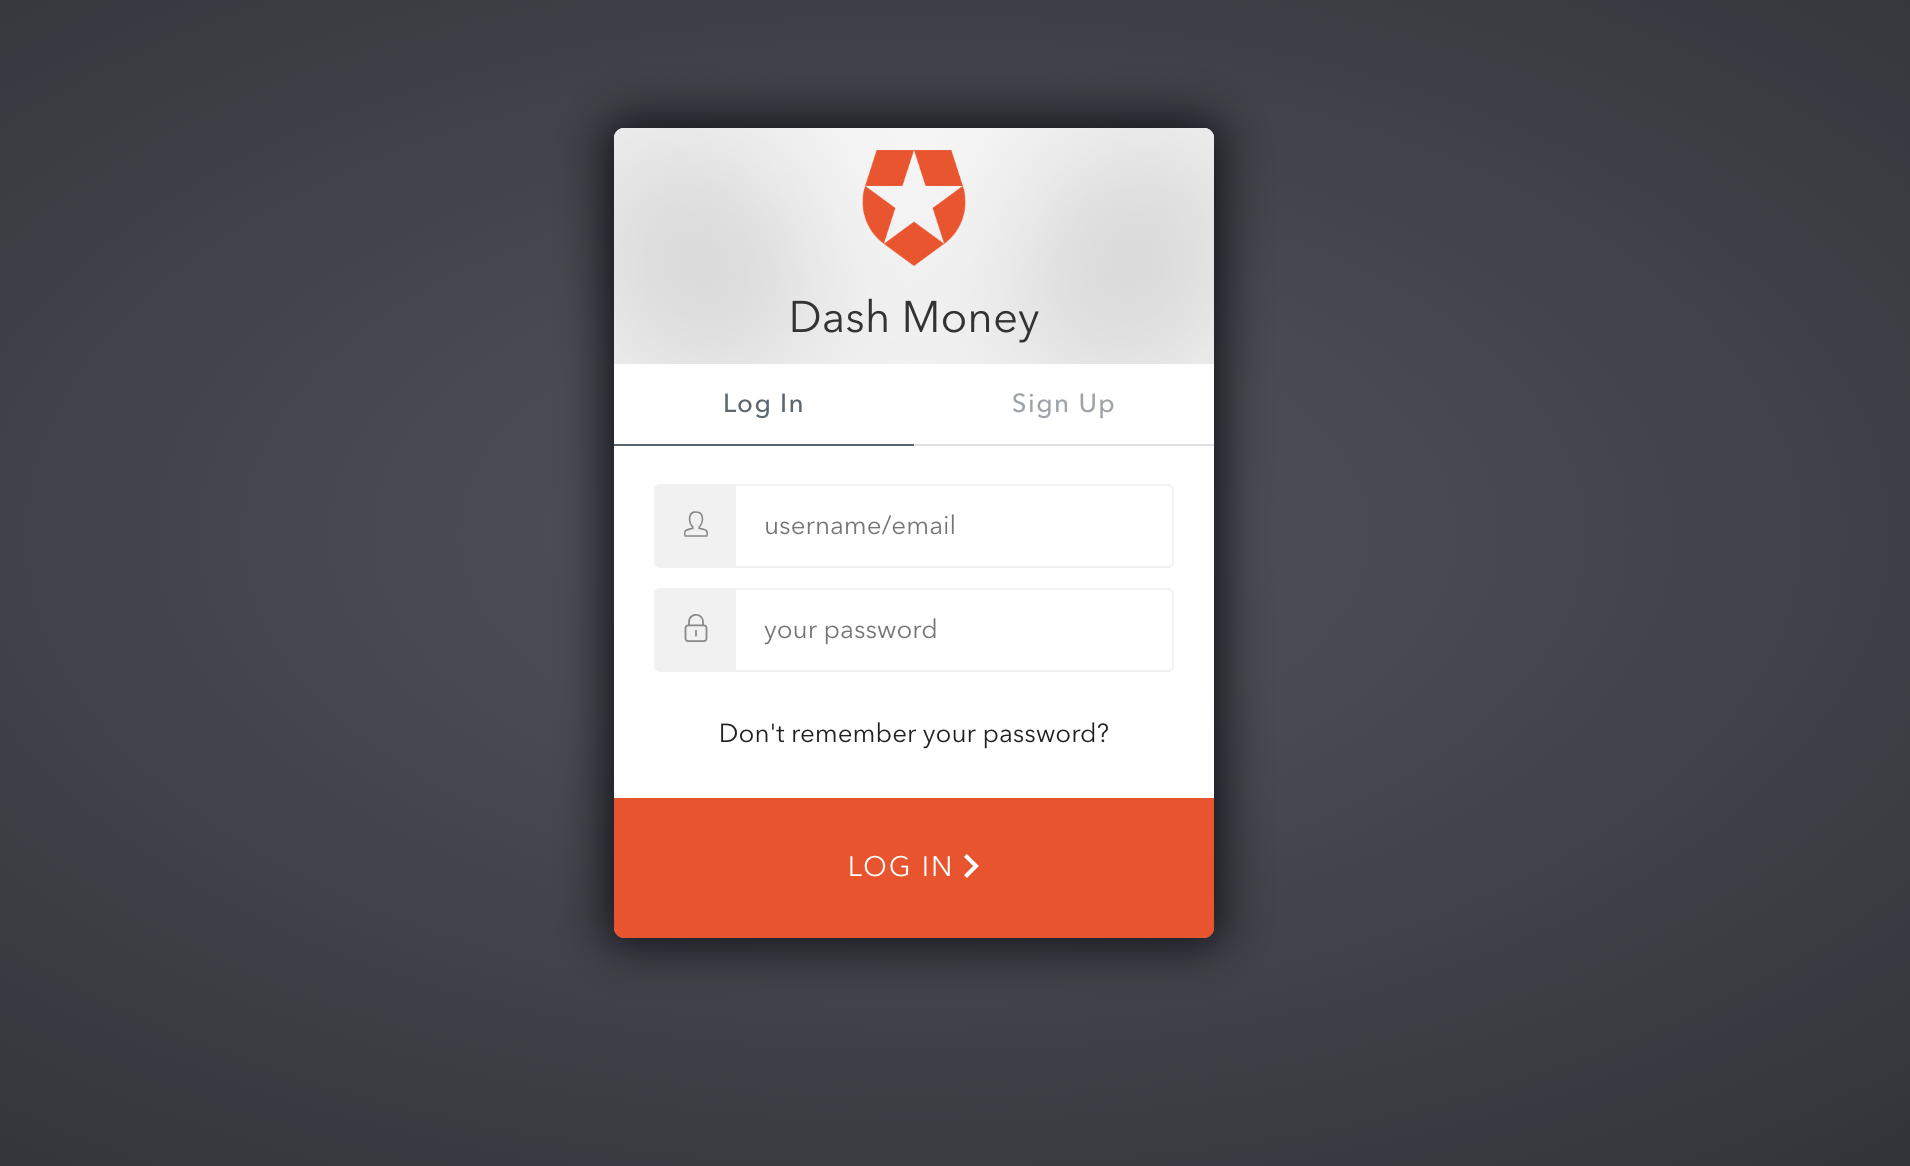 Dash Money
Log In
Sign Up
username/email
your password
Don't remember your password?
LOG IN